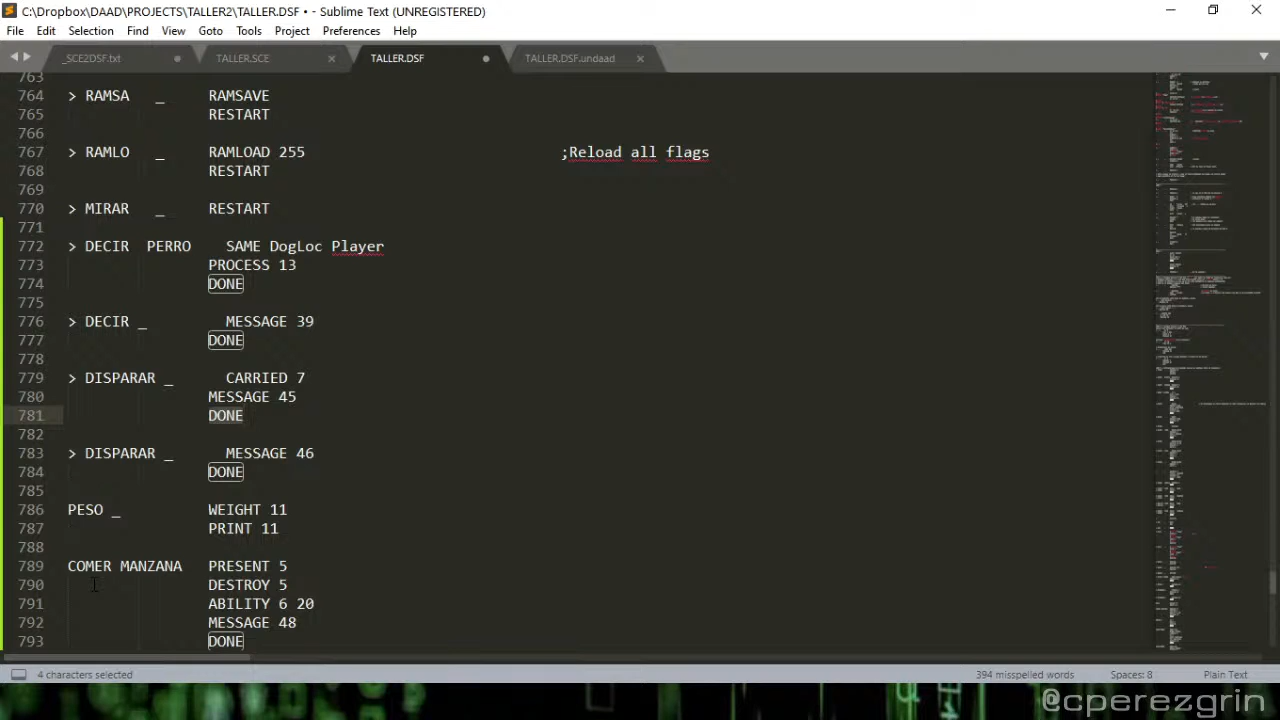 C:\Dropbox\DAAD\PROJECTS\TALLER2\TALLER.DSF • - Sublime Text (UNREGISTERED)
File Edit Selection Find View Goto Tools Project Preferences Help
_SCE2DSF.txt TALLER.SCE TALLER.DSF TALLER.DSF.undaad
763
764 > RAMSA _ RAMSAVE
765 RESTART
766
767 > RAMLO _ RAMLOAD 255 ;Reload all flags
768 RESTART
769
770 > MIRAR _ RESTART
771
772 > DECIR PERRO SAME DogLoc Player
773 PROCESS 13
774 DONE
775
776 > DECIR _ MESSAGE 39
777 DONE
778
779 > DISPARAR _ CARRIED 7
780 MESSAGE 45
781 DONE
782
783 > DISPARAR _ MESSAGE 46
784 DONE
785
786 PESO _ WEIGHT 11
787 PRINT 11
788
789 COMER MANZANA PRESENT 5
790 DESTROY 5
791 ABILITY 6 20
792 MESSAGE 48
793 DONE
4 characters selected 394 misspelled words Spaces: 8 Plain Text
@cperezgrin